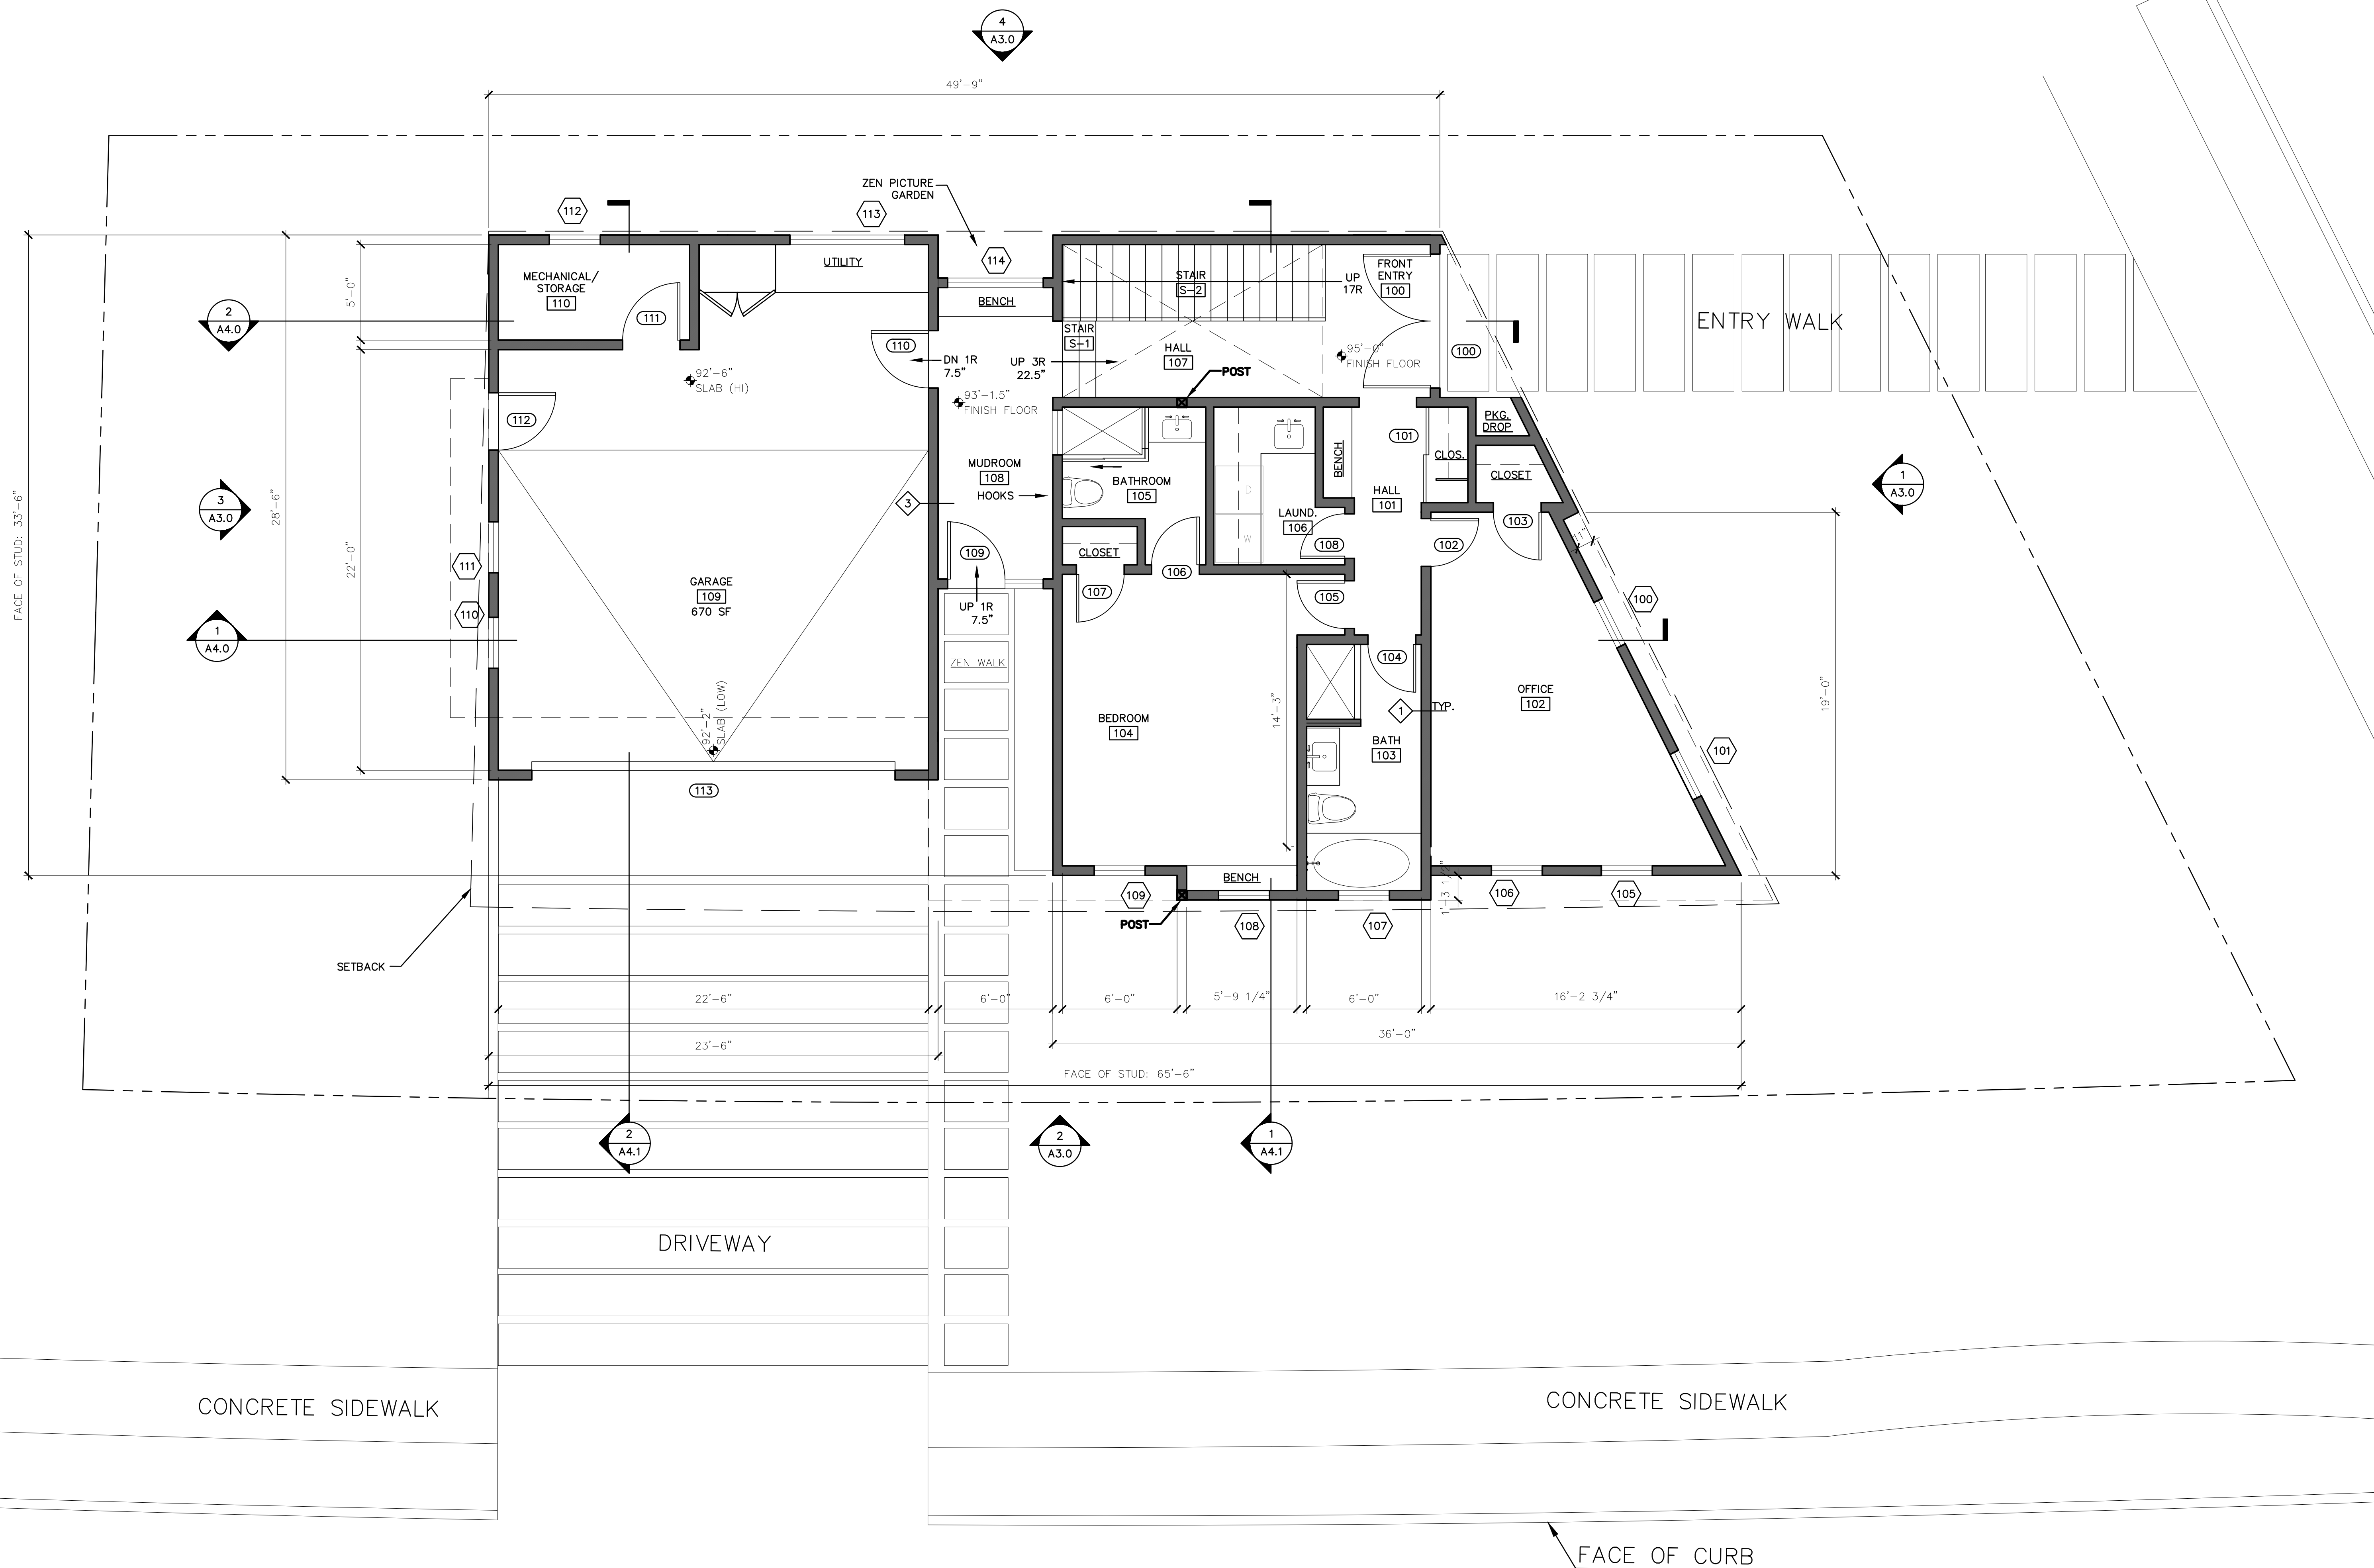 4
A3.0
49'-9"
ZEN PICTURE
GARDEN
112
113
114
MECHANICAL/
STORAGE
110
UTILITY
BENCH
STAIR
S-2
UP
17R
FRONT
ENTRY
100
5'-0"
2
A4.0
111
110
DN 1R
7.5"
STAIR
S-1
UP 3R
22.5"
HALL
107
95'-0"
FINISH FLOOR
100
ENTRY WALK
92'-6"
SLAB (HI)
93'-1.5"
FINISH FLOOR
POST
112
PKG.
DROP
101
CLOS.
BENCH
CLOSET
MUDROOM
108
HOOKS
BATHROOM
105
D
W
HALL
101
LAUND.
106
1
A3.0
3
A3.0
FACE OF STUD: 33'-6"
28'-6"
22'-0"
3
103
102
108
109
CLOSET
106
107
105
111
110
1
A4.0
GARAGE
109
670 SF
UP 1R
7.5"
ZEN WALK
100
104
92'-2"
SLAB (LOW)
BEDROOM
104
14'-3"
1
TYP.
OFFICE
102
19'-0"
BATH
103
101
113
BENCH
109
108
107
1'-3 1/2"
106
105
POST
SETBACK
22'-6"
6'-0"
6'-0"
5'-9 1/4"
6'-0"
16'-2 3/4"
36'-0"
23'-6"
FACE OF STUD: 65'-6"
2
A4.1
2
A3.0
1
A4.1
DRIVEWAY
CONCRETE SIDEWALK
CONCRETE SIDEWALK
FACE OF CURB